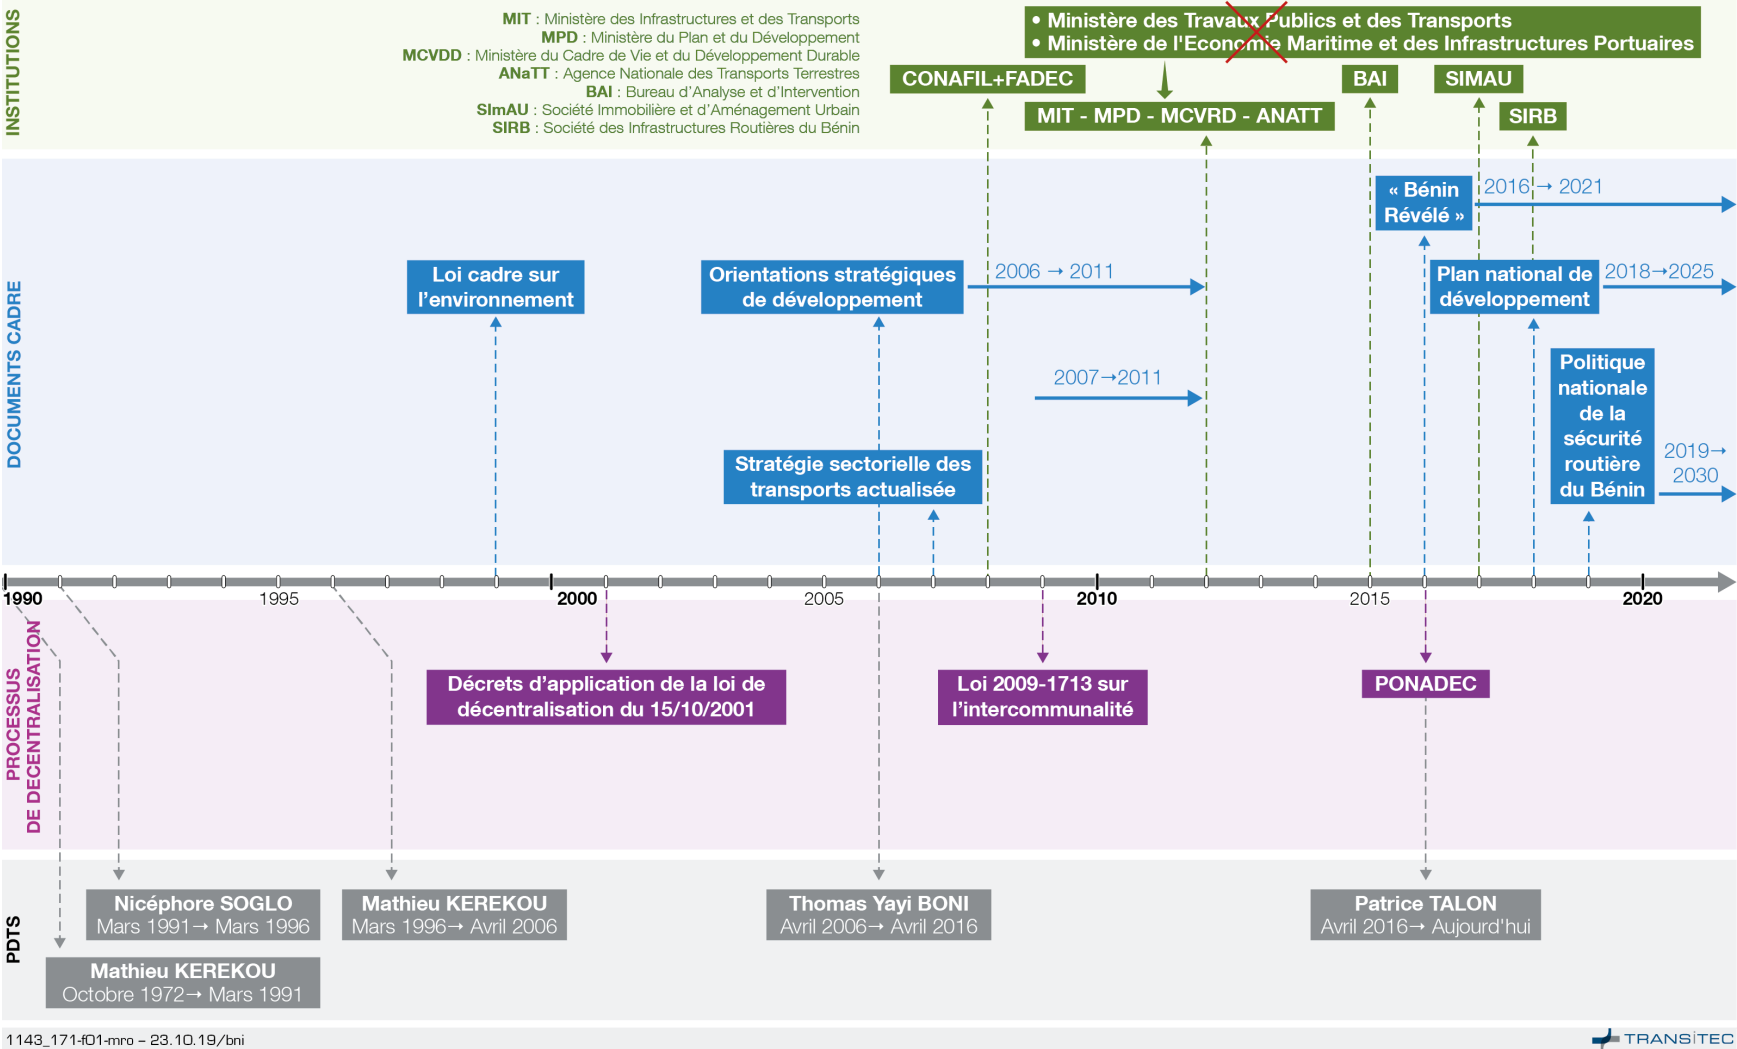 INSTITUTIONS
MIT : Ministère des Infrastructures et des Transports
MPD : Ministère du Plan et du Développement
MCVDD : Ministère du Cadre de Vie et du Développement Durable
ANaTT : Agence Nationale des Transports Terrestres
BAI : Bureau d'Analyse et d'Intervention
SImAU : Société Immobilière et d'Aménagement Urbain
SIRB : Société des Infrastructures Routières du Bénin
• Ministère des Travaux Publics et des Transports
• Ministère de l'Economie Maritime et des Infrastructures Portuaires
CONAFIL+FADEC
BAI
SIMAU
MIT - MPD - MCVRD - ANATT
SIRB
DOCUMENTS CADRE
« Bénin
Révélé »
2016→2021
Loi cadre sur
l'environnement
Orientations stratégiques
de développement
2006→2011
Plan national de
développement
2018→2025
2007→2011
Stratégie sectorielle des
transports actualisée
Politique
nationale
de la
sécurité
routière
du Bénin
2019→
2030
1990
1995
2000
2005
2010
2015
2020
PROCESSUS
DE DECENTRALISATION
Décrets d'application de la loi de
décentralisation du 15/10/2001
Loi 2009-1713 sur
l'intercommunalité
PONADEC
PDTS
Nicéphore SOGLO
Mars 1991→ Mars 1996
Mathieu KEREKOU
Mars 1996→ Avril 2006
Thomas Yayi BONI
Avril 2006→ Avril 2016
Patrice TALON
Avril 2016→ Aujourd'hui
Mathieu KEREKOU
Octobre 1972→ Mars 1991
1143_171-f01-mro – 23.10.19/bni
TRANSiTEC